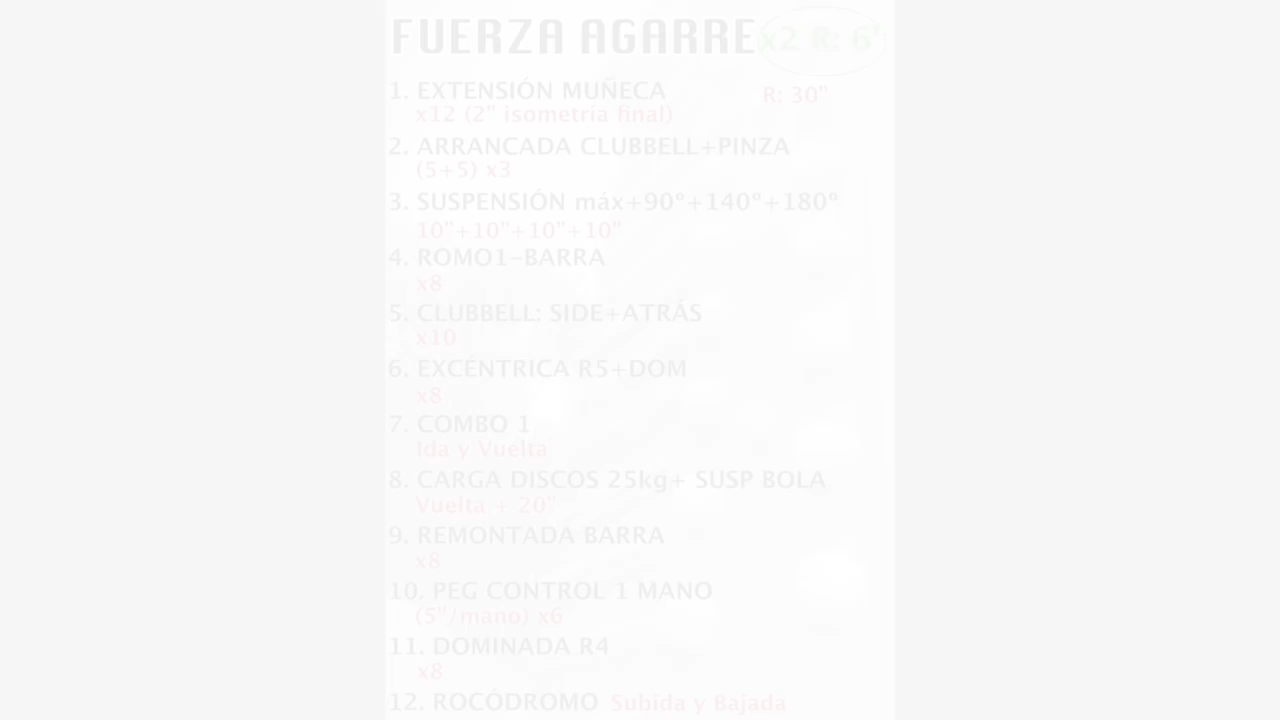 FUERZA AGARRE x2 R: 6'
1. EXTENSIÓN MUÑECA R: 30"
x12 (2" isometría final)
2. ARRANCADA CLUBBELL+PINZA
(5+5) x3
3. SUSPENSIÓN máx+90º+140º+180º
10"+10"+10"+10"
4. ROMO1-BARRA
x8
5. CLUBBELL: SIDE+ATRÁS
x10
6. EXCÉNTRICA R5+DOM
x8
7. COMBO 1
Ida y Vuelta
8. CARGA DISCOS 25kg+ SUSP BOLA
Vuelta + 20"
9. REMONTADA BARRA
x8
10. PEG CONTROL 1 MANO
(5"/mano) x6
11. DOMINADA R4
x8
12. ROCÓDROMO Subida y Bajada